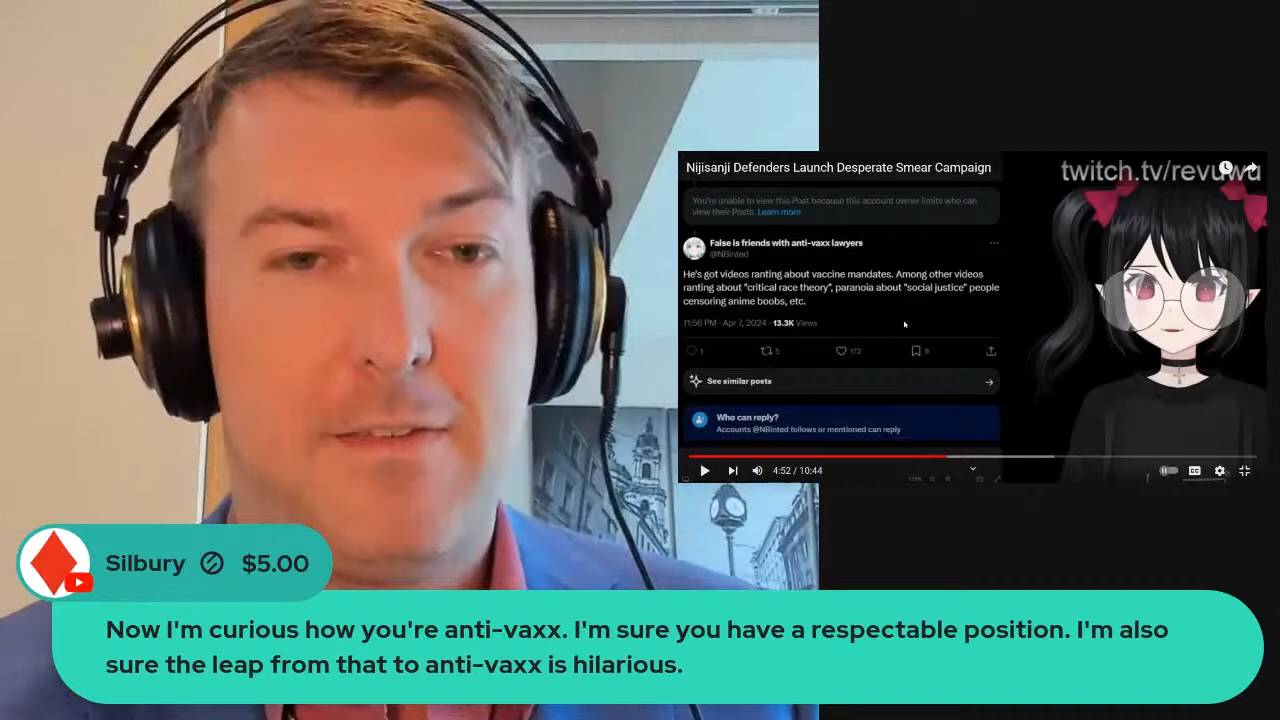 Nijisanji Defenders Launch Desperate Smear Campaign
twitch.tv/revuwu
You're unable to view this Post because this account owner limits who can
view their Posts. Learn more
False is friends with anti-vaxx lawyers
@NBinted
He's got videos ranting about vaccine mandates. Among other videos
ranting about "critical race theory", paranoia about "social justice" people
censoring anime boobs, etc.
11:56 PM · Apr 7, 2024 · 13.3K Views
1 5 172 8
See similar posts
Who can reply?
Accounts @NBinted follows or mentioned can reply
4:52 / 10:44
CC
Silbury $5.00
Now I'm curious how you're anti-vaxx. I'm sure you have a respectable position. I'm also
sure the leap from that to anti-vaxx is hilarious.